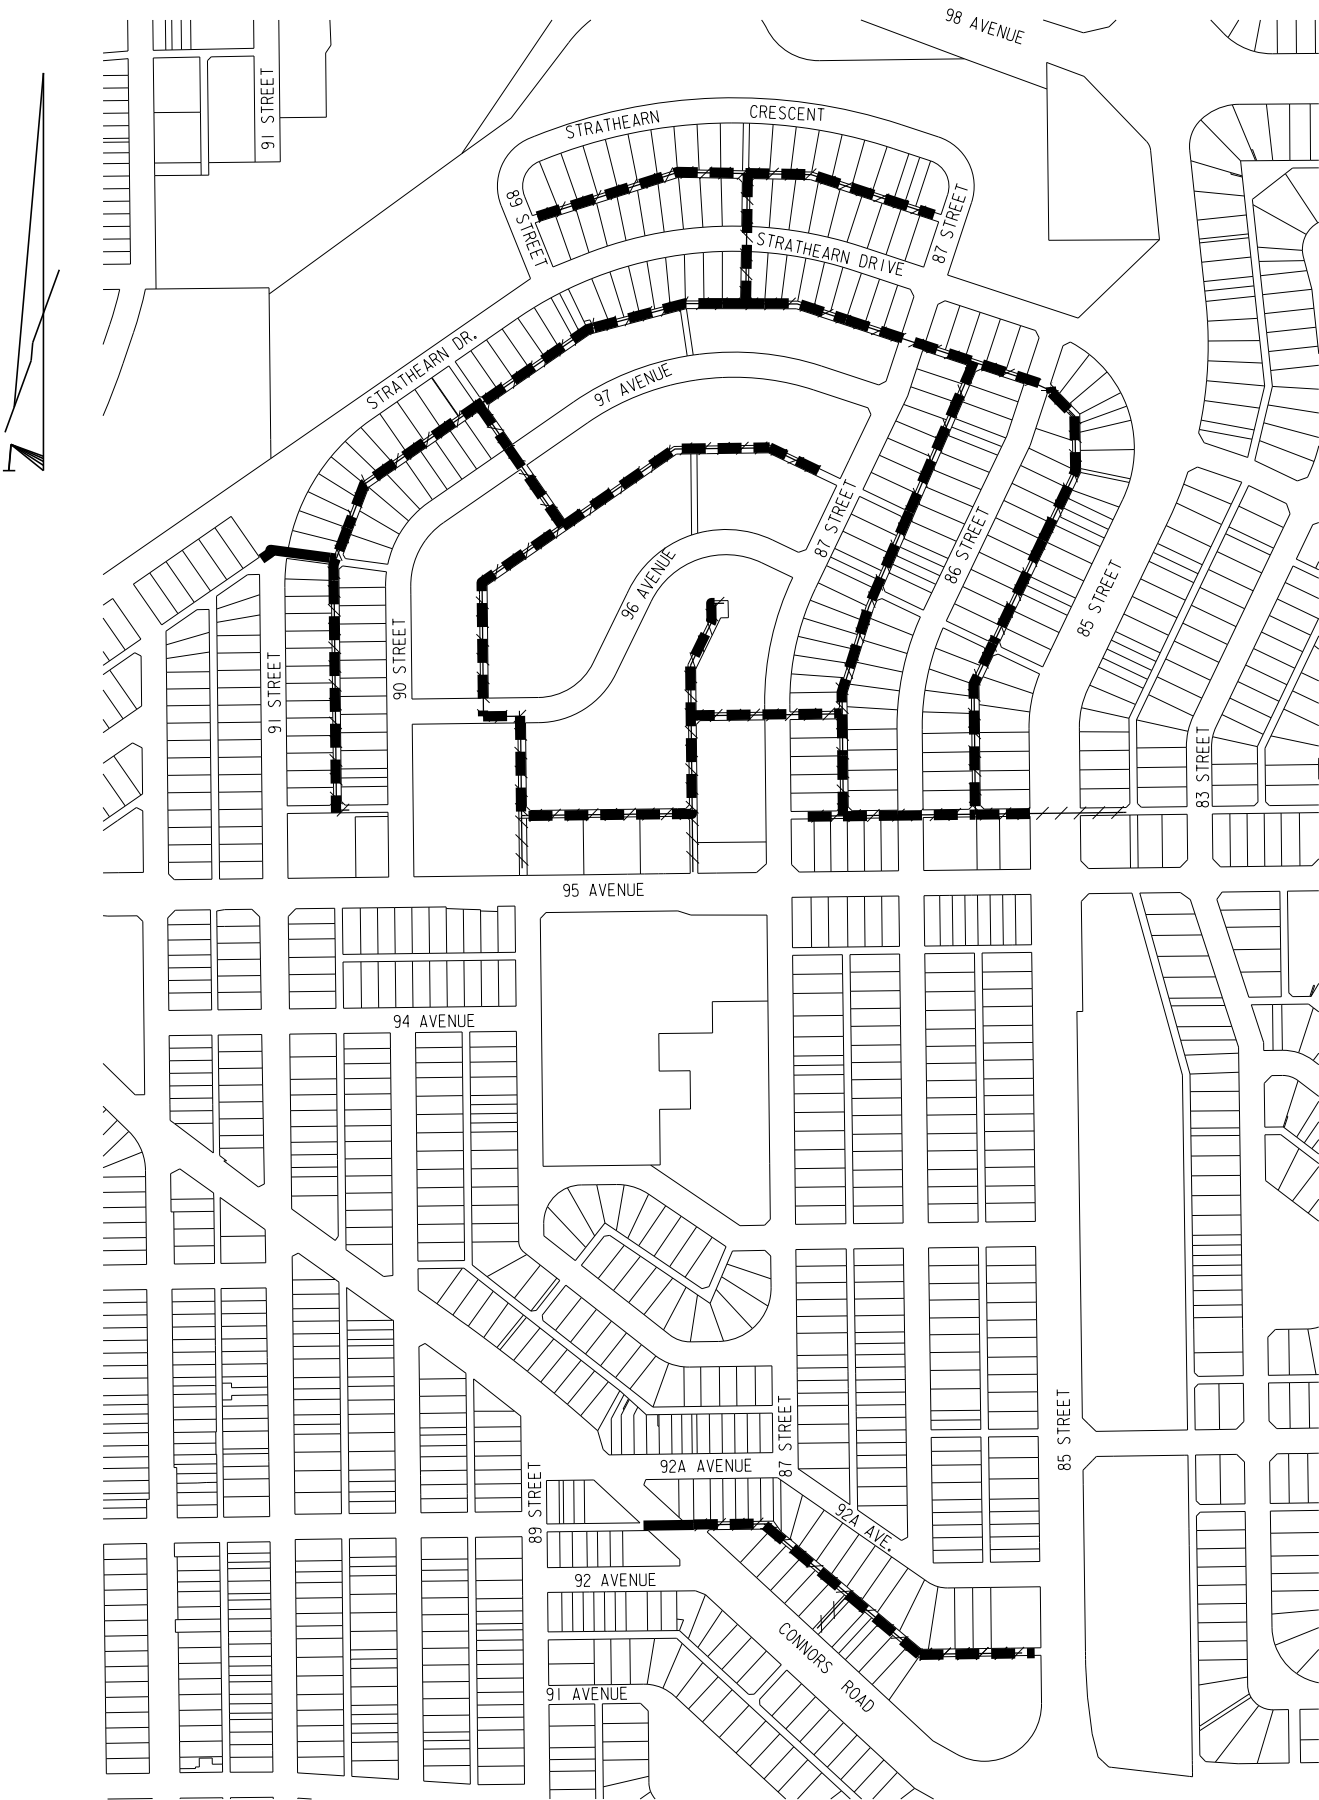 98 AVENUE
91 STREET
STRATHEARN
CRESCENT
89 STREET
87 STREET
STRATHEARN DRIVE
STRATHEARN DR.
97 AVENUE
87 STREET
86 STREET
96 AVENUE
85 STREET
90 STREET
91 STREET
83 STREET
95 AVENUE
94 AVENUE
85 STREET
87 STREET
92A AVENUE
89 STREET
92A AVE.
92 AVENUE
CONNORS ROAD
91 AVENUE